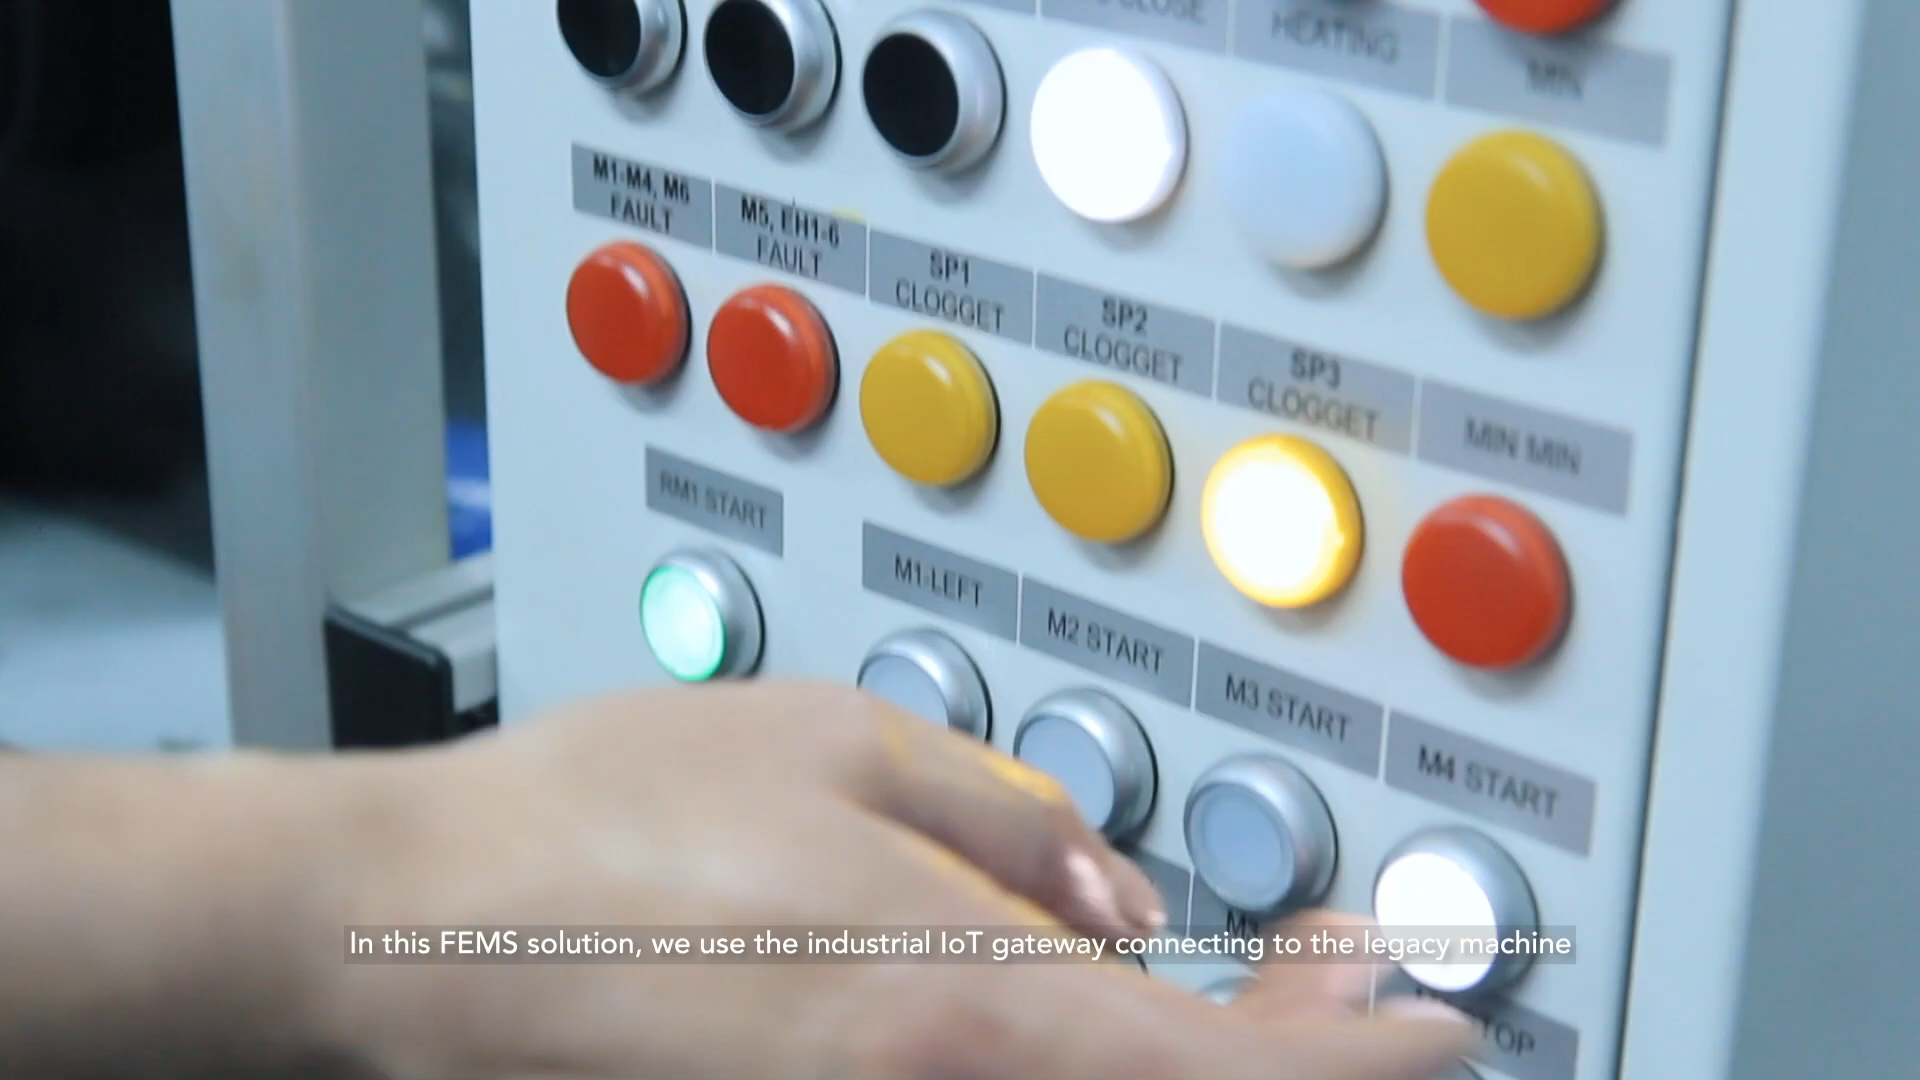 CLOSE
HEATING
MIN
M1-M4, M6
FAULT
M5, EH1-6
FAULT
SP1
CLOGGET
SP2
CLOGGET
SP3
CLOGGET
MIN MIN
RM1 START
M1-LEFT
M2 START
M3 START
M4 START
In this FEMS solution, we use the industrial IoT gateway connecting to the legacy machine